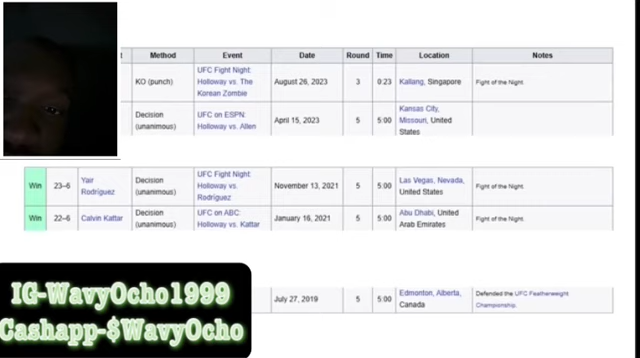 t Method Event Date Round Time Location Notes
UFC Fight Night:
KO (punch) Holloway vs. The August 26, 2023 3 0:23 Kallang, Singapore Fight of the Night.
Korean Zombie
Kansas City,
Decision UFC on ESPN: April 15, 2023 5 5:00 Missouri, United
(unanimous) Holloway vs. Allen States
UFC Fight Night:
Win 23–6 Yair Decision Holloway vs. November 13, 2021 5 5:00 Las Vegas, Nevada, Fight of the Night.
Rodríguez (unanimous) Rodríguez United States
Win 22–6 Calvin Kattar Decision UFC on ABC: January 16, 2021 5 5:00 Abu Dhabi, United Fight of the Night.
(unanimous) Holloway vs. Kattar Arab Emirates
July 27, 2019 5 5:00 Edmonton, Alberta, Defended the UFC Featherweight
Canada Championship.
IG-WavyOcho1999
Cashapp-$WavyOcho